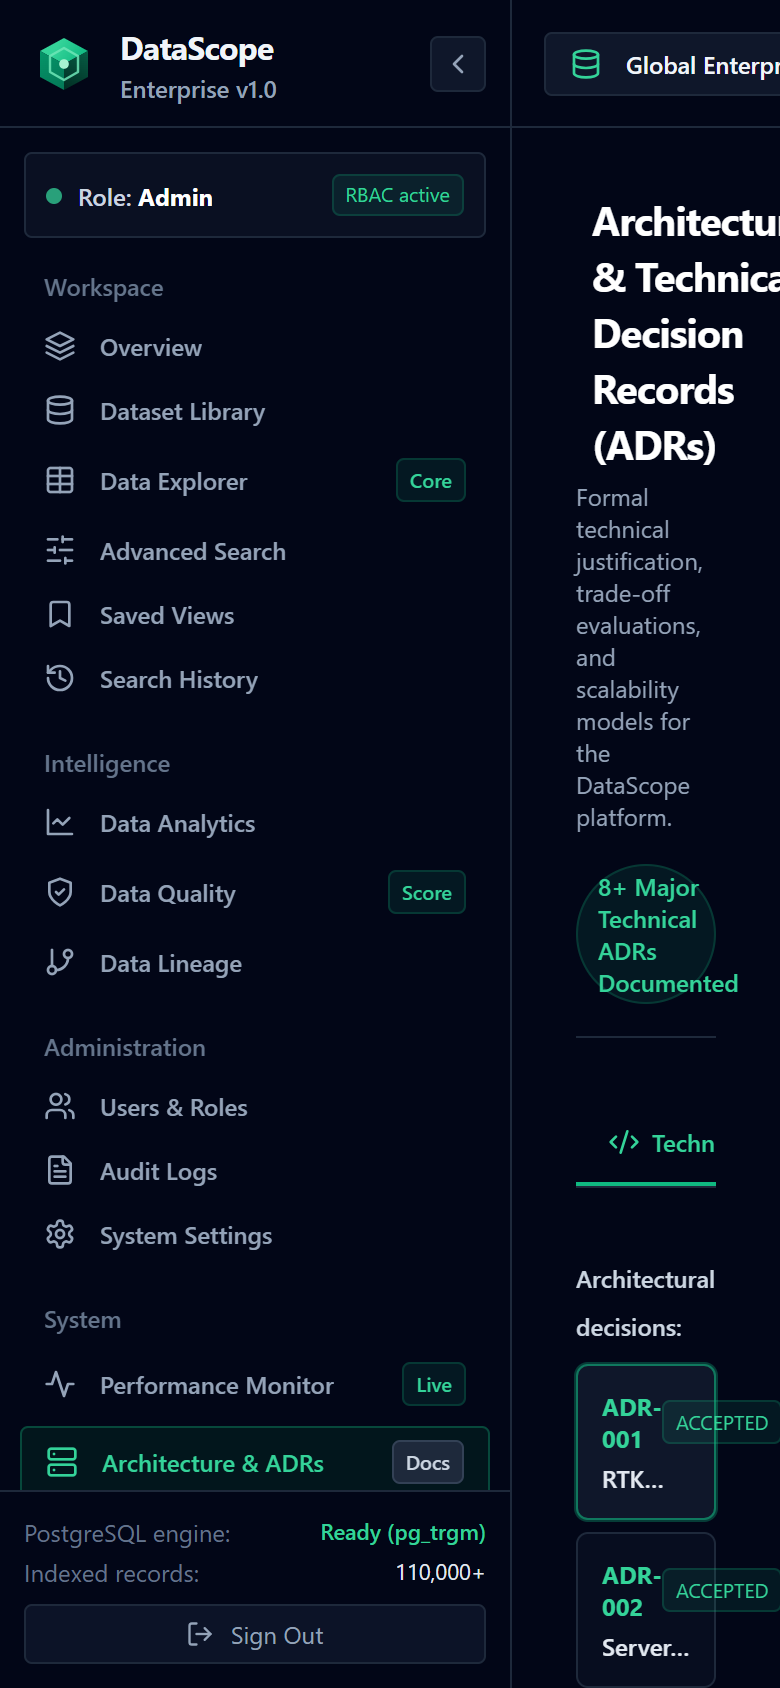 DataScope
Enterprise v1.0
Role: Admin
RBAC active
Workspace
Overview
Dataset Library
Data Explorer
Core
Advanced Search
Saved Views
Search History
Intelligence
Data Analytics
Data Quality
Score
Data Lineage
Administration
Users & Roles
Audit Logs
System Settings
System
Performance Monitor
Live
Architecture & ADRs
Docs
PostgreSQL engine:
Ready (pg_trgm)
Indexed records:
110,000+
Sign Out
Global Enterpr
Architectu
& Technica
Decision
Records
(ADRs)
Formal
technical
justification,
trade-off
evaluations,
and
scalability
models for
the
DataScope
platform.
8+ Major
Technical
ADRs
Documented
Techn
Architectural
decisions:
ADR-
001
ACCEPTED
RTK...
ADR-
002
ACCEPTED
Server...